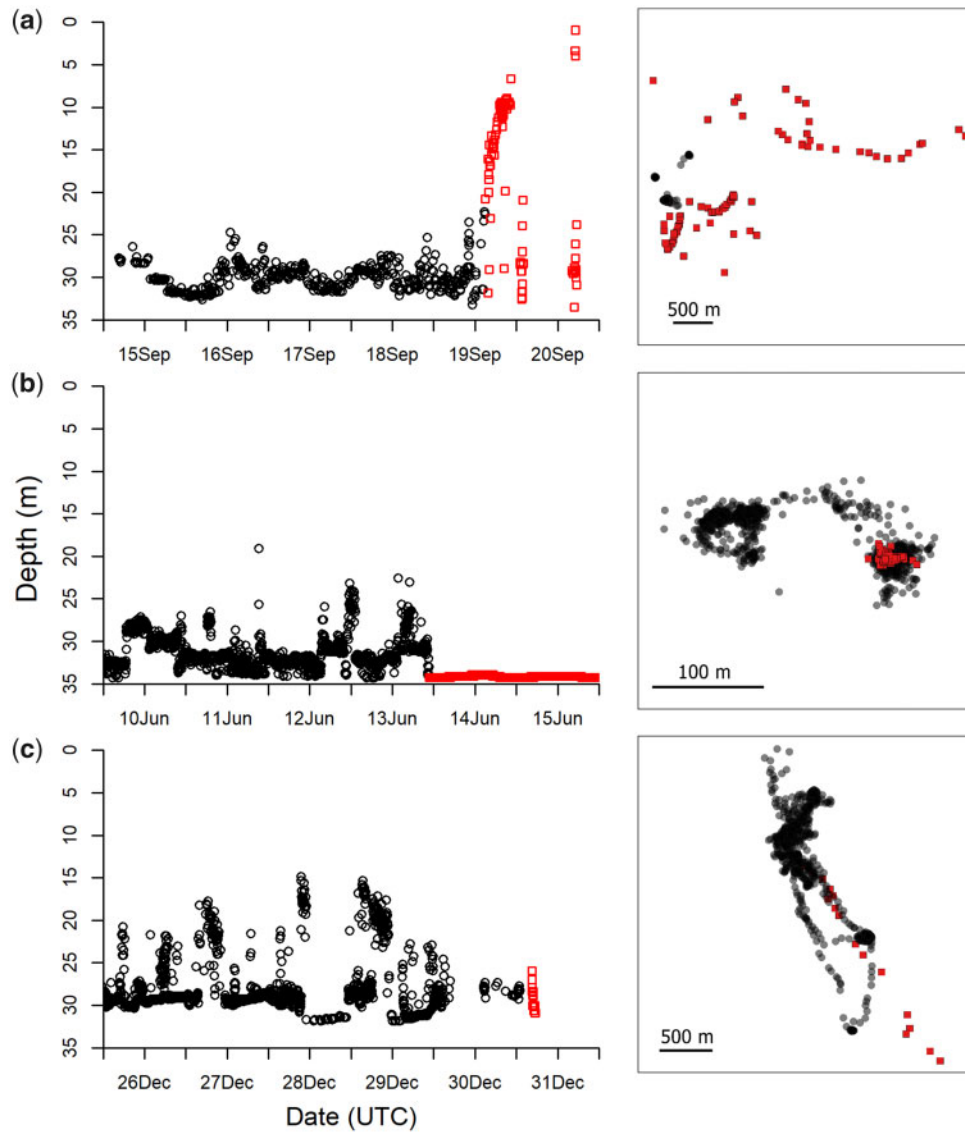 (a)
0
5
10
15
20
25
30
35
15Sep 16Sep 17Sep 18Sep 19Sep 20Sep
500 m
(b)
0
5
10
15
20
25
30
35
10Jun 11Jun 12Jun 13Jun 14Jun 15Jun
100 m
Depth (m)
(c)
0
5
10
15
20
25
30
35
26Dec 27Dec 28Dec 29Dec 30Dec 31Dec
500 m
Date (UTC)